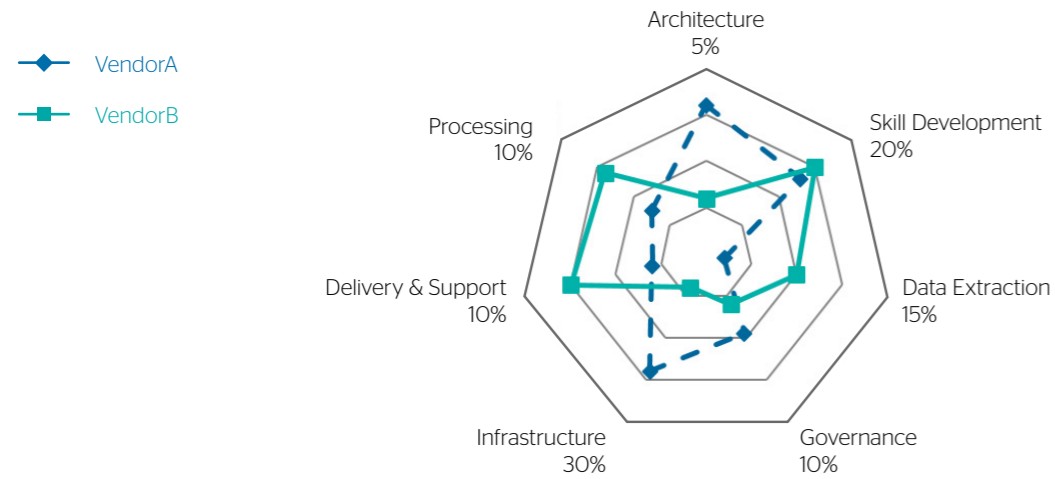 VendorA
VendorB
Architecture
5%
Skill Development
20%
Data Extraction
15%
Governance
10%
Infrastructure
30%
Delivery & Support
10%
Processing
10%